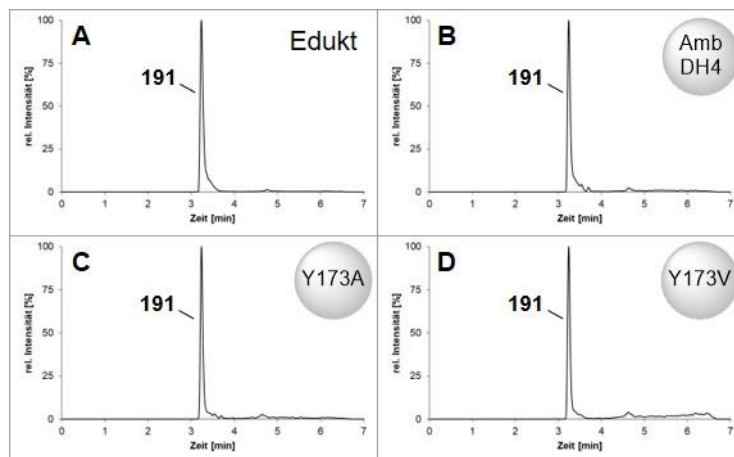 A
Edukt
191
rel. Intensität [%]
100
75
50
25
0
0 1 2 3 4 5 6 7
Zeit [min]
B
Amb
DH4
191
rel. Intensität [%]
100
75
50
25
0
0 1 2 3 4 5 6 7
Zeit [min]
C
Y173A
191
rel. Intensität [%]
100
75
50
25
0
0 1 2 3 4 5 6 7
Zeit [min]
D
Y173V
191
rel. Intensität [%]
100
75
50
25
0
0 1 2 3 4 5 6 7
Zeit [min]